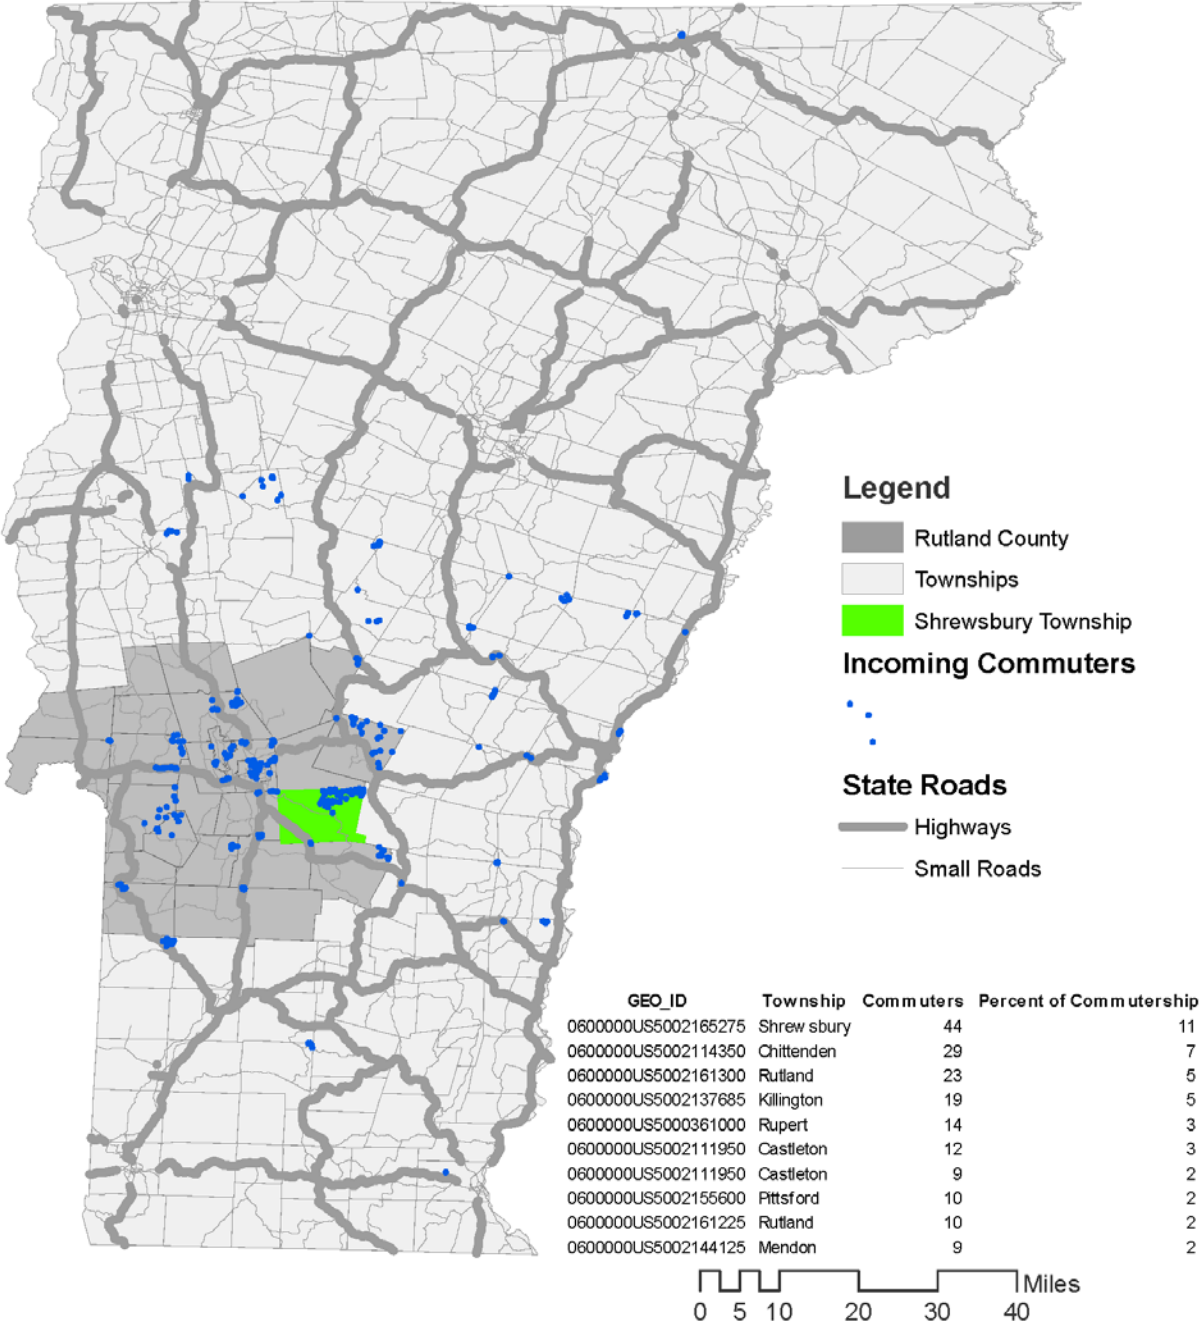 Legend
Rutland County
Townships
Shrewsbury Township
Incoming Commuters
State Roads
Highways
Small Roads
GEO_ID Township Commuters Percent of Commutership
0600000US5002165275 Shrewsbury 44 11
0600000US5002114350 Chittenden 29 7
0600000US5002161300 Rutland 23 5
0600000US5002137685 Killington 19 5
0600000US5000361000 Rupert 14 3
0600000US5002111950 Castleton 12 3
0600000US5002111950 Castleton 9 2
0600000US5002155600 Pittsford 10 2
0600000US5002161225 Rutland 10 2
0600000US5002144125 Mendon 9 2
Miles
0 5 10 20 30 40